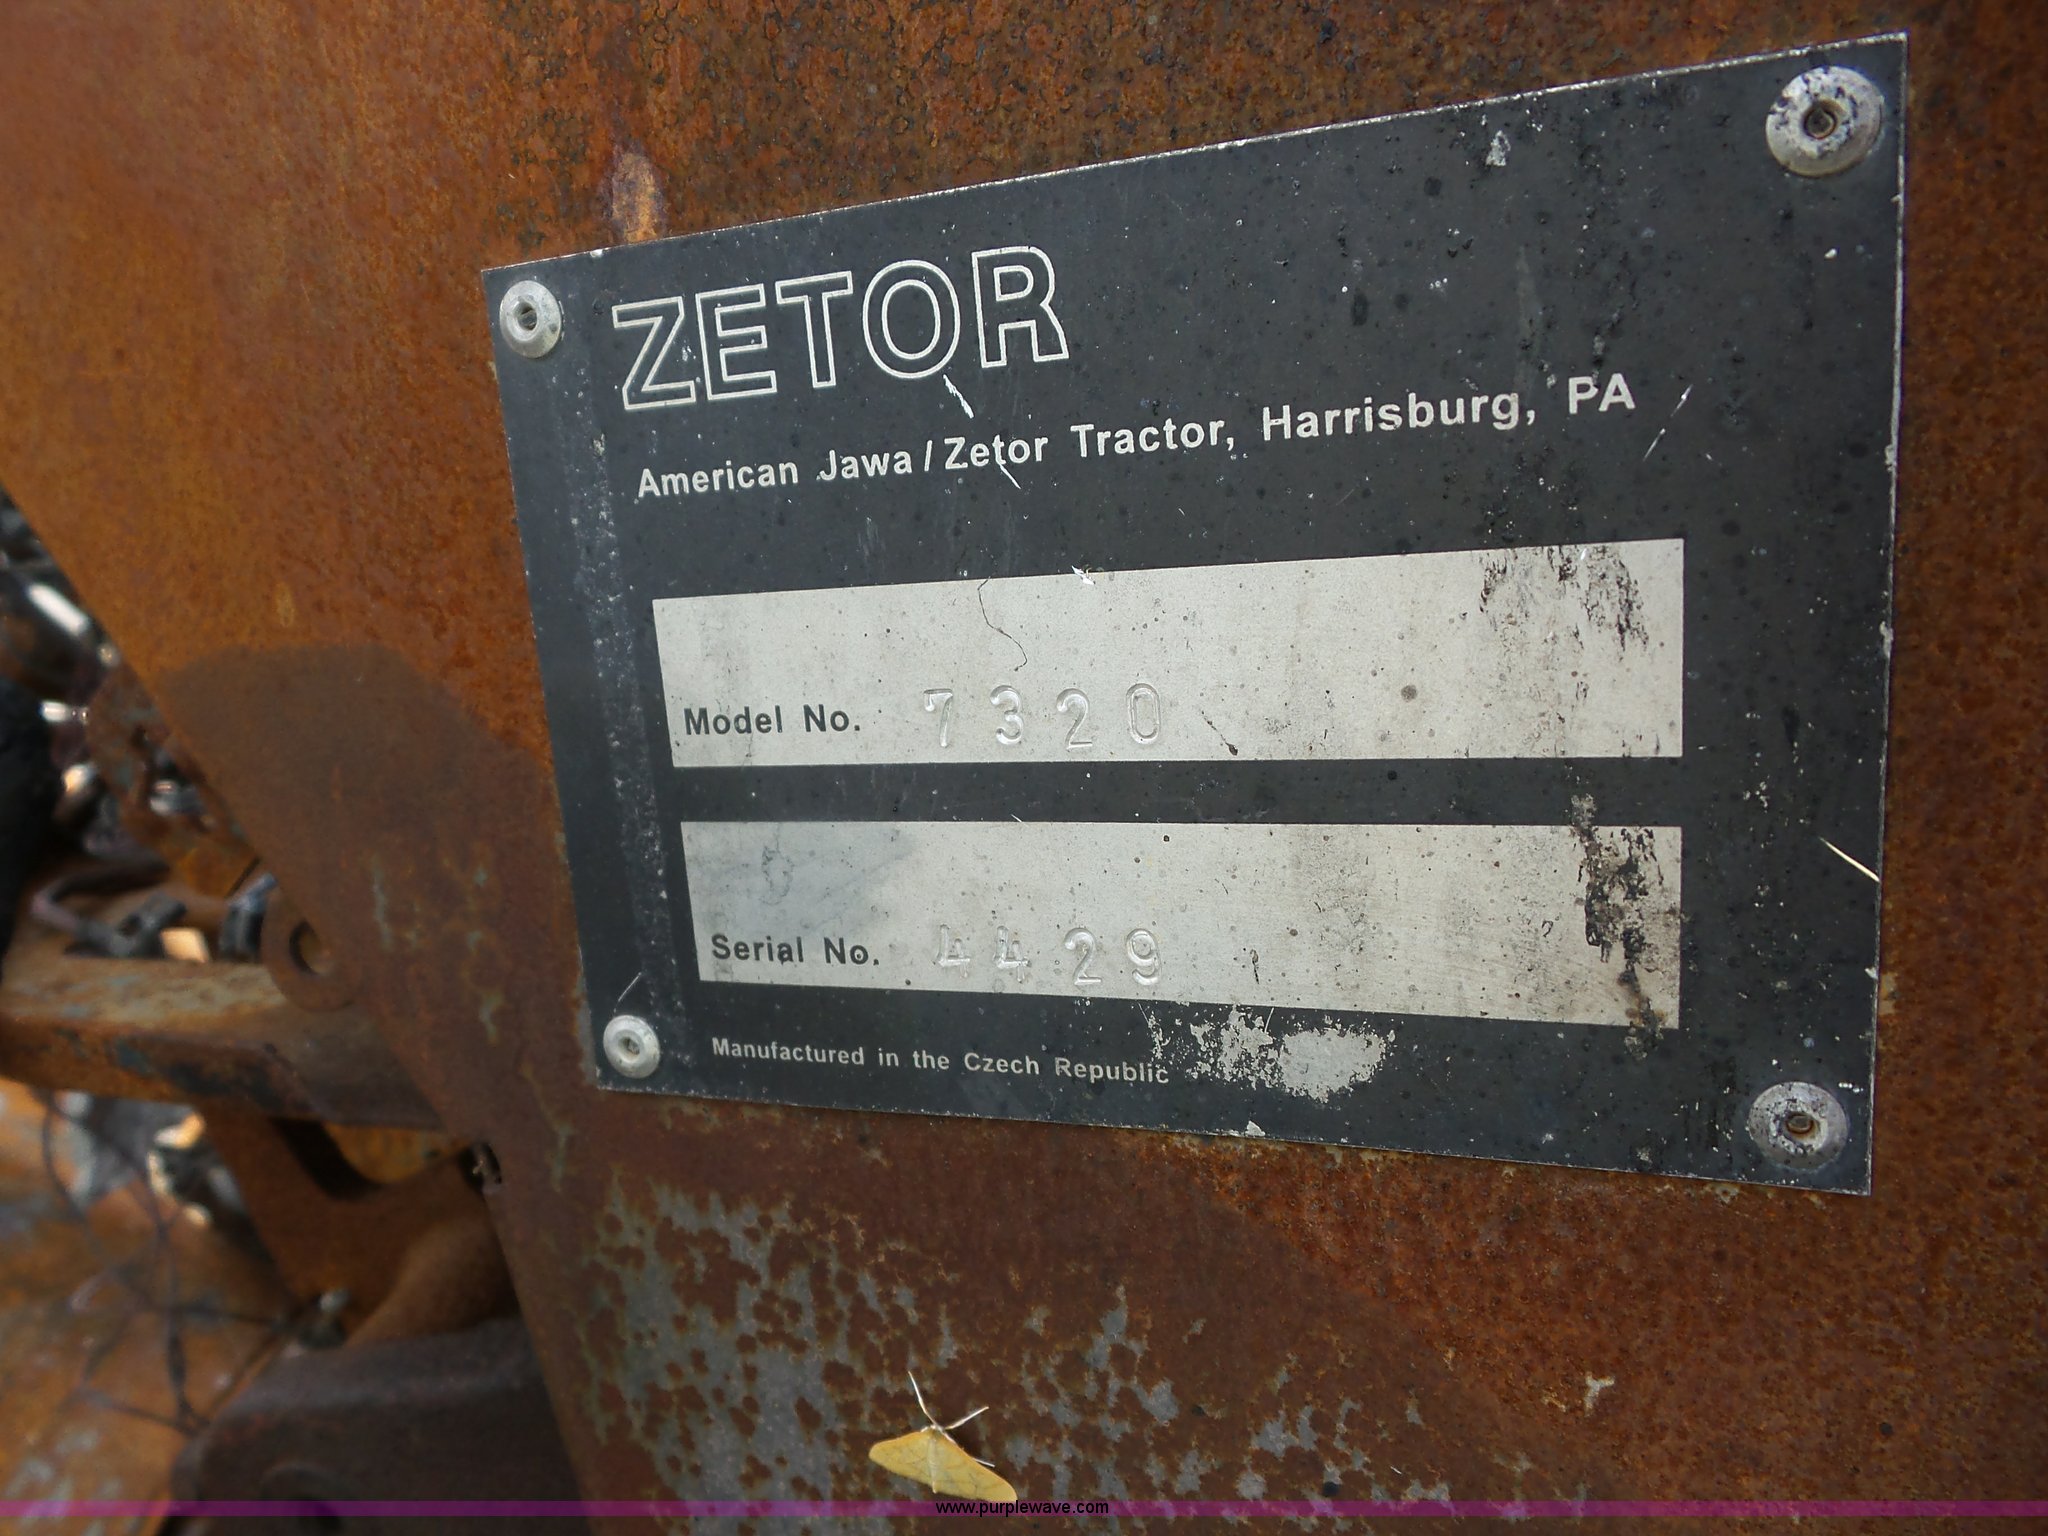 ZETOR
American Jawa/Zetor Tractor, Harrisburg, PA
Model No. 7320
Serial No. 4429
Manufactured in the Czech Republic
www.purplewave.com